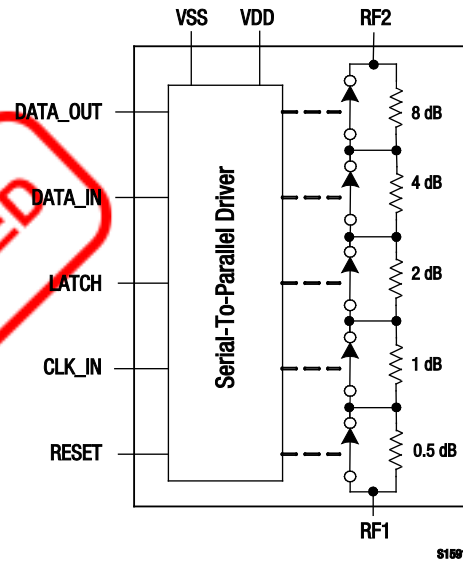 VSS VDD RF2
DATA_OUT
8 dB
DATA_IN
4 dB
Serial-To-Parallel Driver
LATCH
2 dB
CLK_IN
1 dB
RESET
0.5 dB
RF1